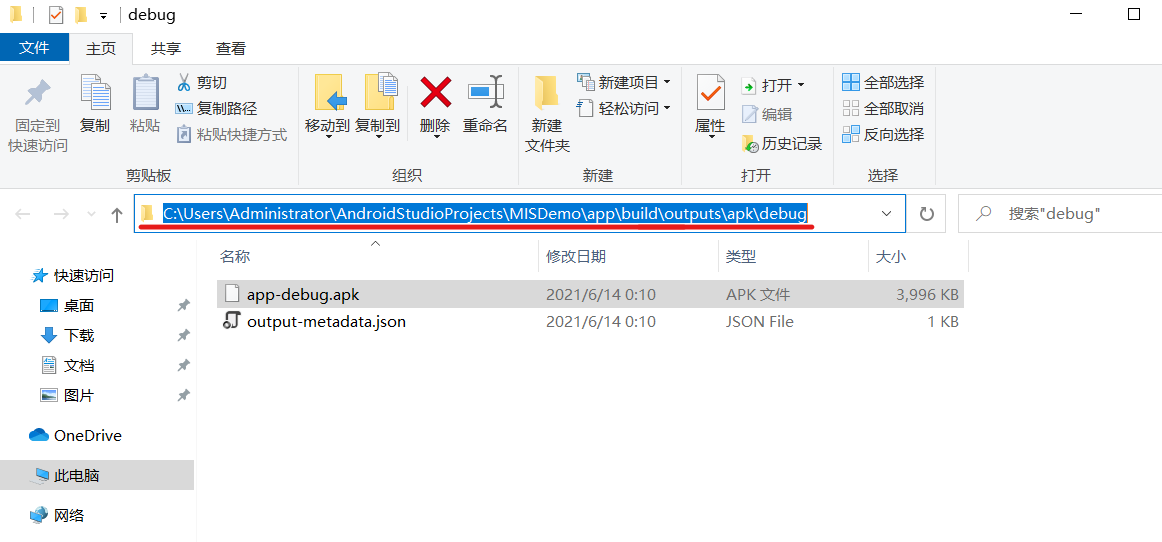 debug
文件 主页 共享 查看
固定到快速访问 复制 粘贴 剪切 复制路径 粘贴快捷方式 移动到 复制到 删除 重命名 新建文件夹 新建项目 轻松访问 属性 打开 编辑 历史记录 全部选择 全部取消 反向选择
剪贴板 组织 新建 打开 选择
C:\Users\Administrator\AndroidStudioProjects\MISDemo\app\build\outputs\apk\debug 搜索"debug"
名称 修改日期 类型 大小
快速访问
桌面
下载
文档
图片
OneDrive
此电脑
网络
app-debug.apk 2021/6/14 0:10 APK 文件 3,996 KB
output-metadata.json 2021/6/14 0:10 JSON File 1 KB